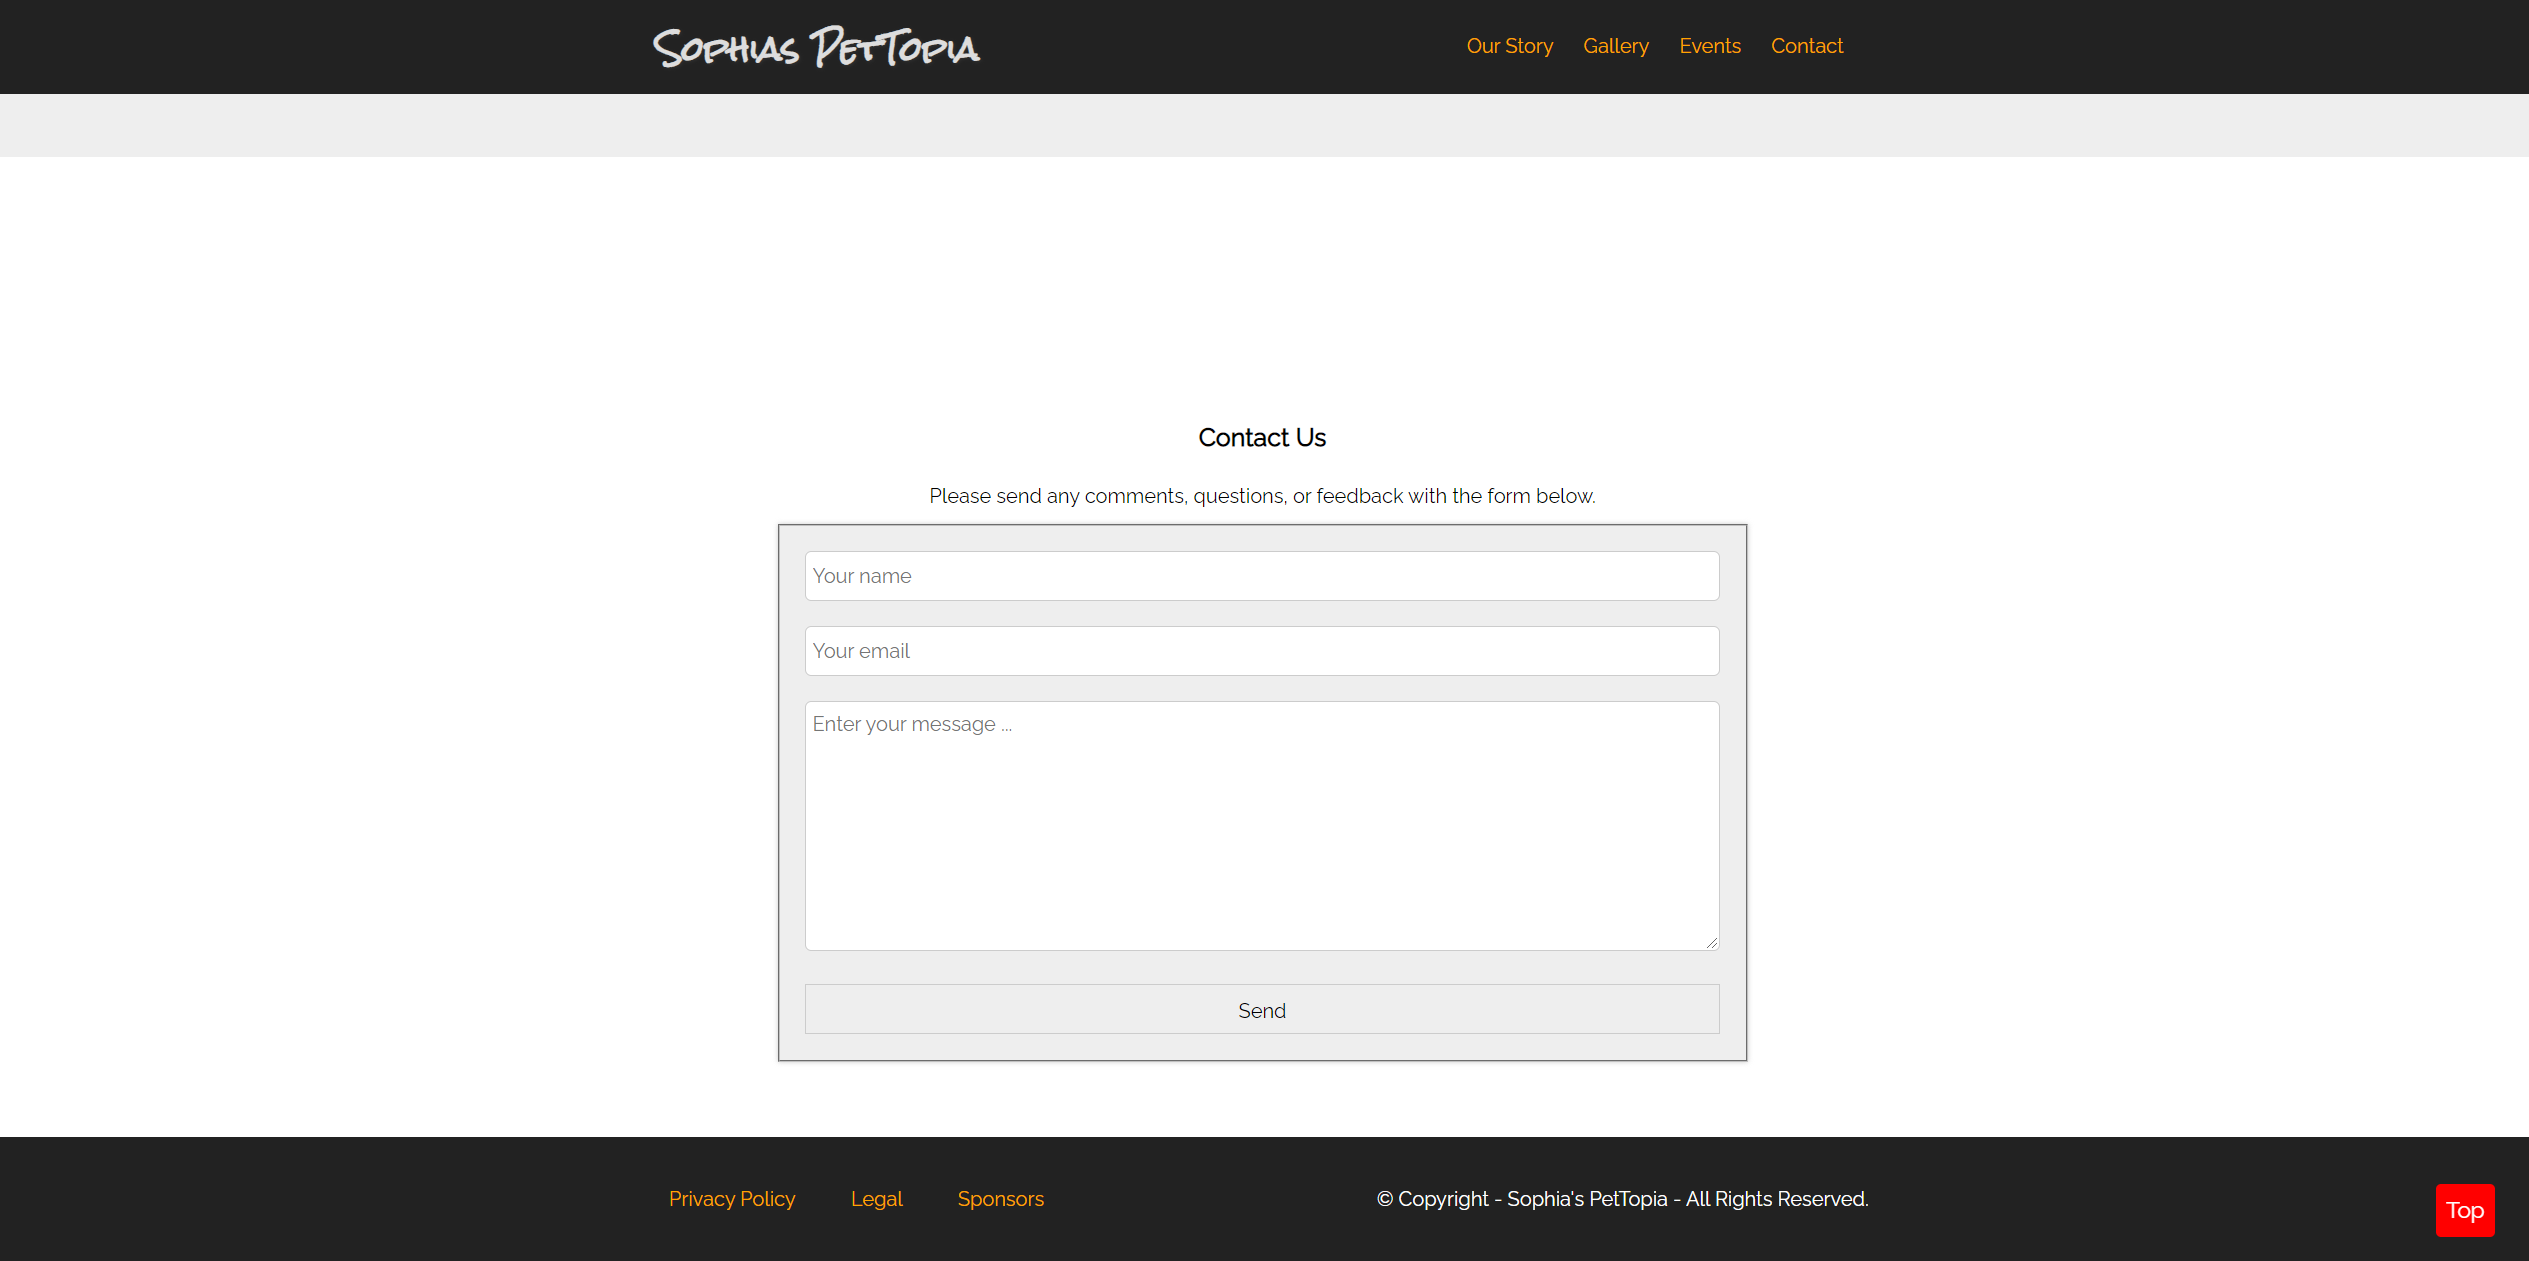 Sophias PetTopia
Our Story Gallery Events Contact
Contact Us
Please send any comments, questions, or feedback with the form below.
Your name
Your email
Enter your message ...
Send
Privacy Policy Legal Sponsors © Copyright - Sophia's PetTopia - All Rights Reserved.
Top